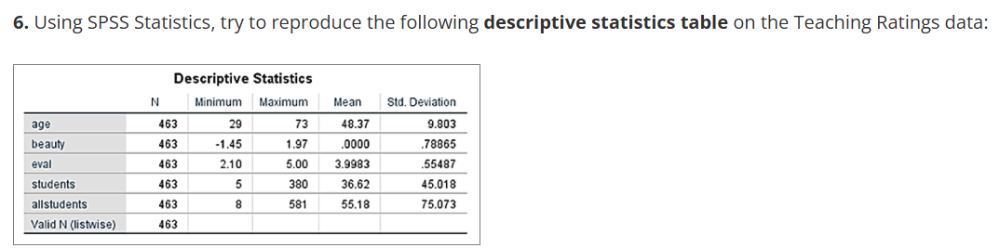 6. Using SPSS Statistics, try to reproduce the following descriptive statistics table on the Teaching Ratings data:
Descriptive Statistics
N Minimum Maximum Mean Std. Deviation
age 463 29 73 48.37 9.803
beauty 463 -1.45 1.97 .0000 .78865
eval 463 2.10 5.00 3.9983 .55487
students 463 5 380 36.62 45.018
allstudents 463 8 581 55.18 75.073
Valid N (listwise) 463